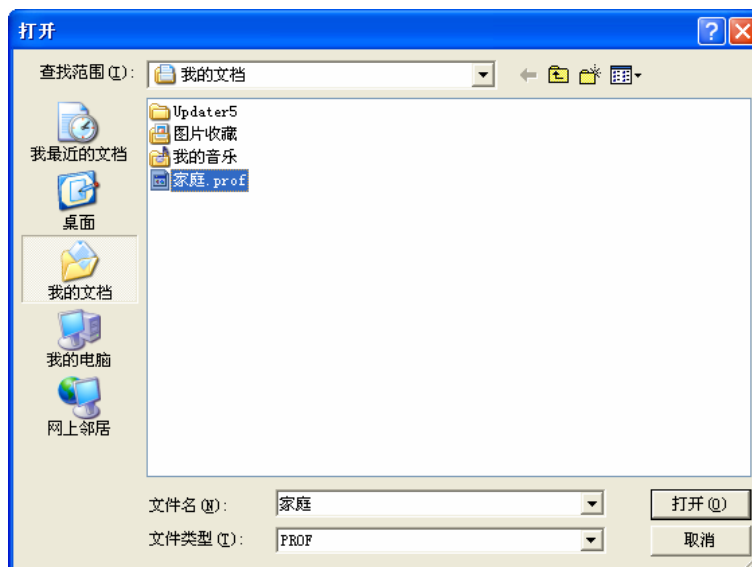 打开
查找范围(I):
我的文档
Updater5
图片收藏
我的音乐
家庭.prof
我最近的文档
桌面
我的文档
我的电脑
网上邻居
文件名(N):
家庭
打开(O)
文件类型(T):
PROF
取消